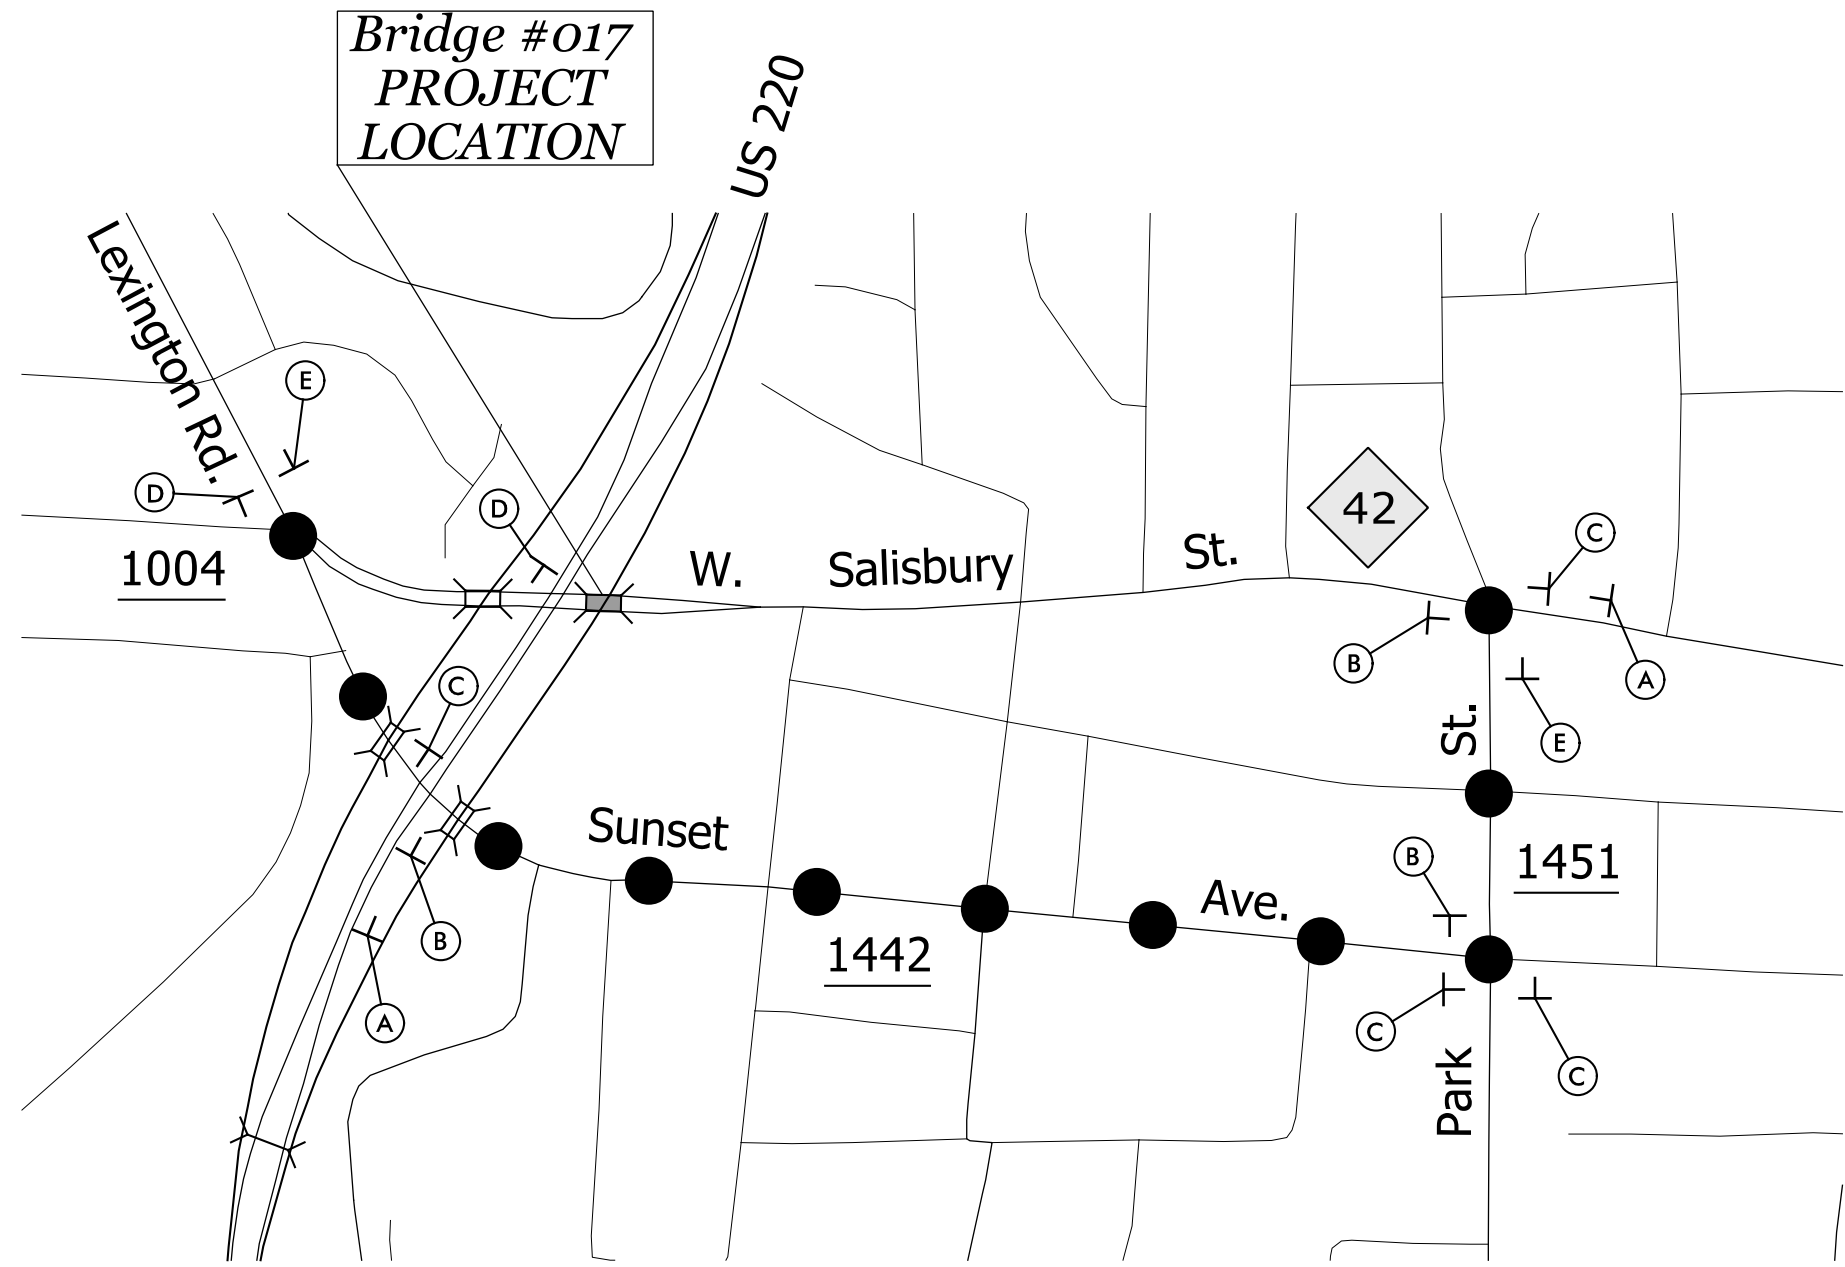 Bridge #017
PROJECT
LOCATION
US 220
Lexington Rd.
E
D
D
42
C
1004
W. Salisbury St.
B
A
C
E
St.
Sunset
B
1451
Ave.
B
1442
A
C
C
Park